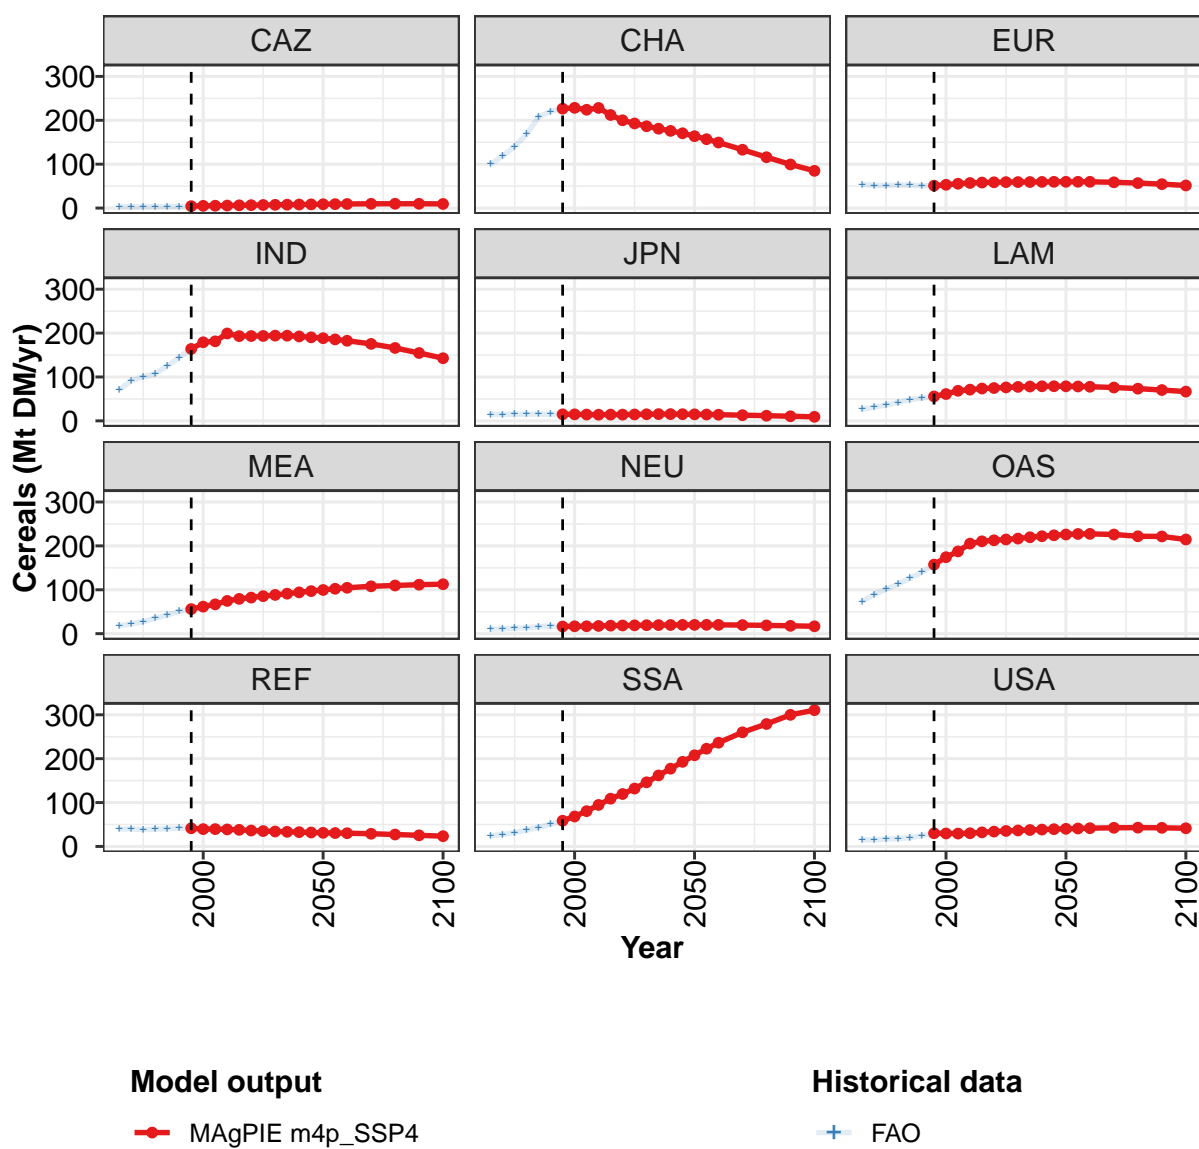 CAZ CHA EUR
300
200
100
0
IND JPN LAM
300
200
100
0
MEA NEU OAS
300
200
100
0
REF SSA USA
300
200
100
0
Cereals (Mt DM/yr)
2000 2050 2100 2000 2050 2100 2000 2050 2100
Year
Model output Historical data
MAgPIE m4p_SSP4 FAO